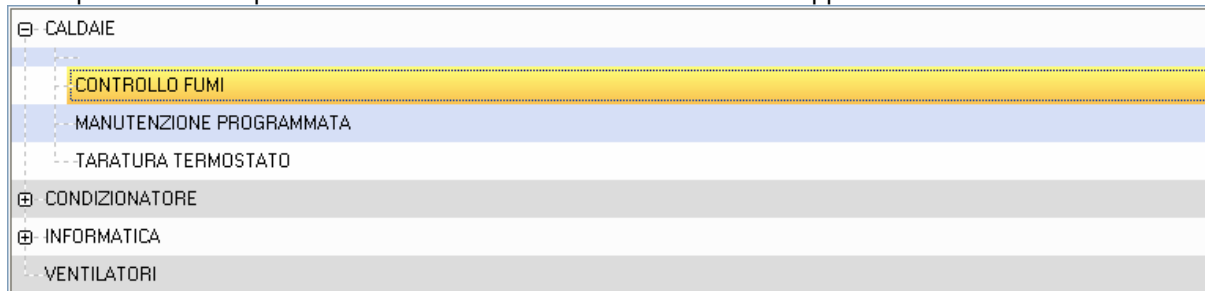 CALDAIE
CONTROLLO FUMI
MANUTENZIONE PROGRAMMATA
TARATURA TERMOSTATO
CONDIZIONATORE
INFORMATICA
VENTILATORI